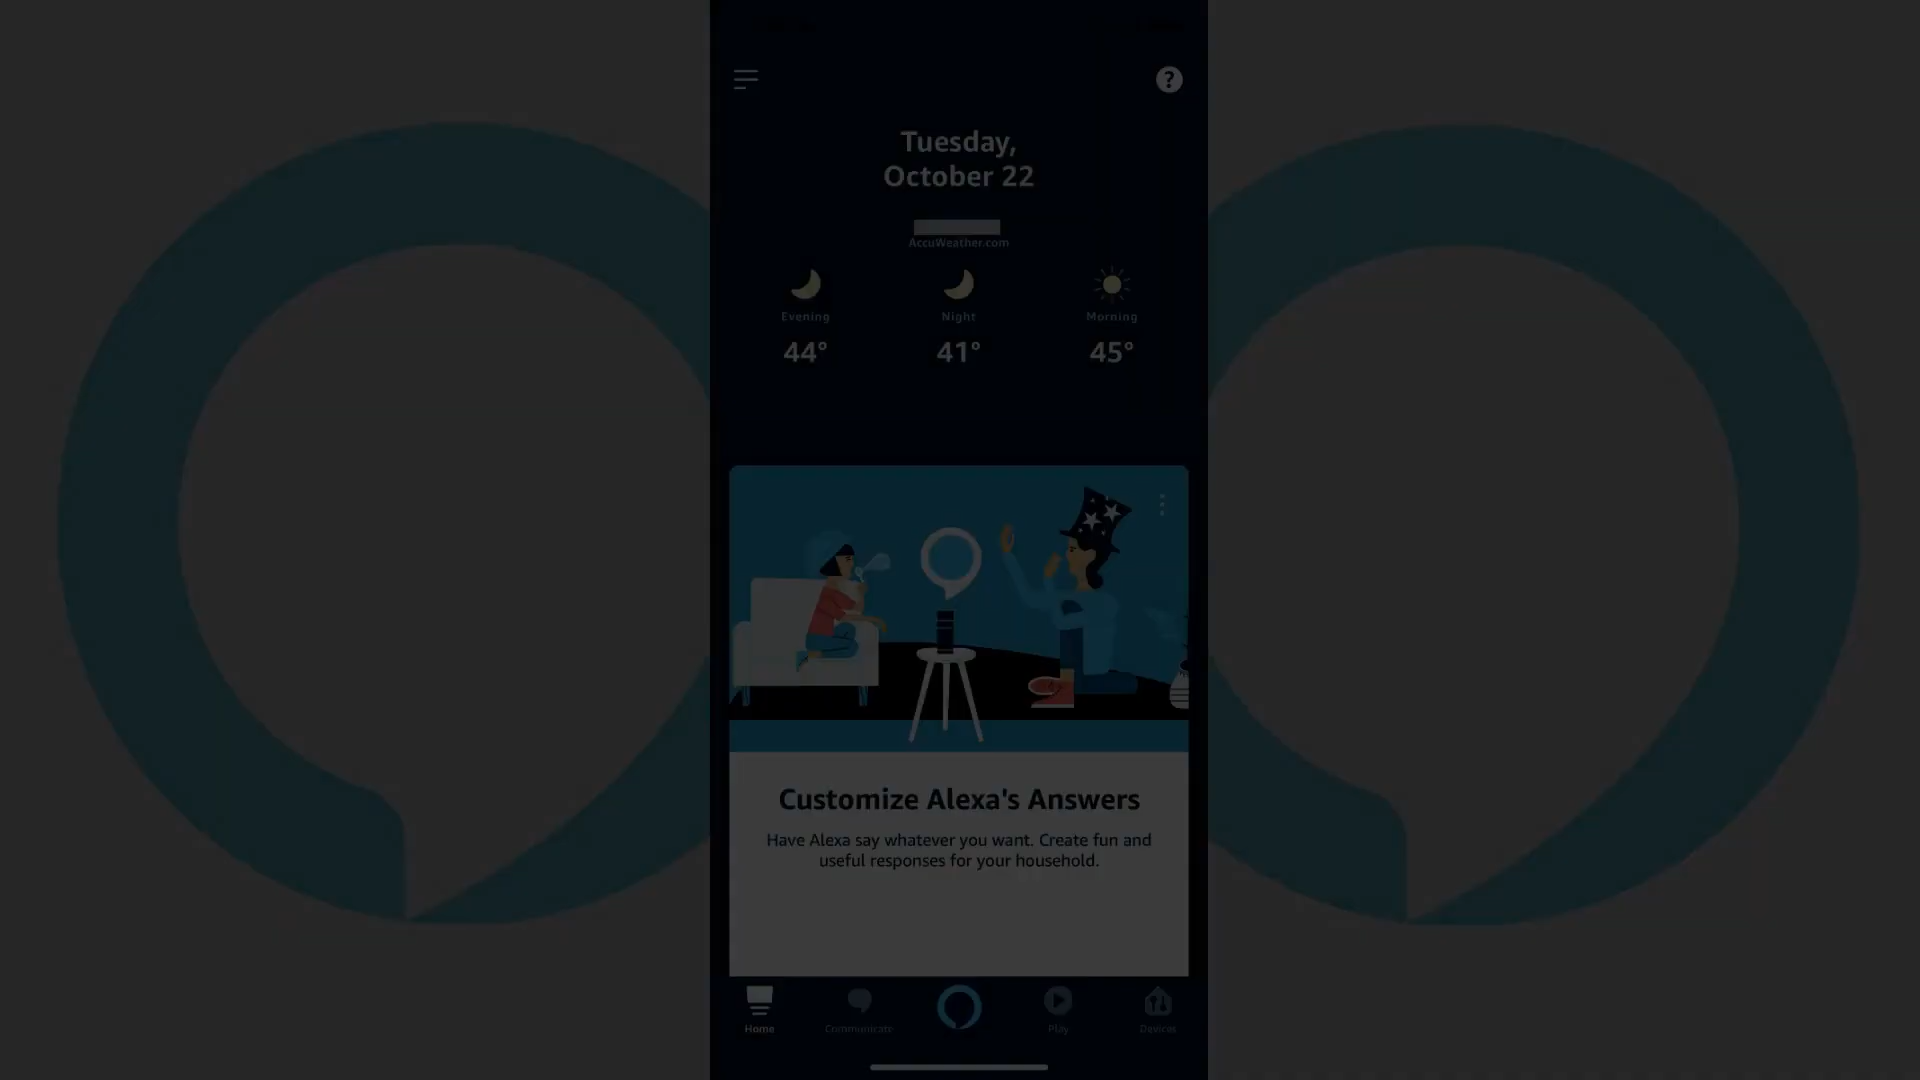 ?
Tuesday,
October 22
AccuWeather.com
Evening
Night
Morning
44°
41°
45°
Customize Alexa's Answers
Have Alexa say whatever you want. Create fun and
useful responses for your household.
Home
Communicate
Play
Devices